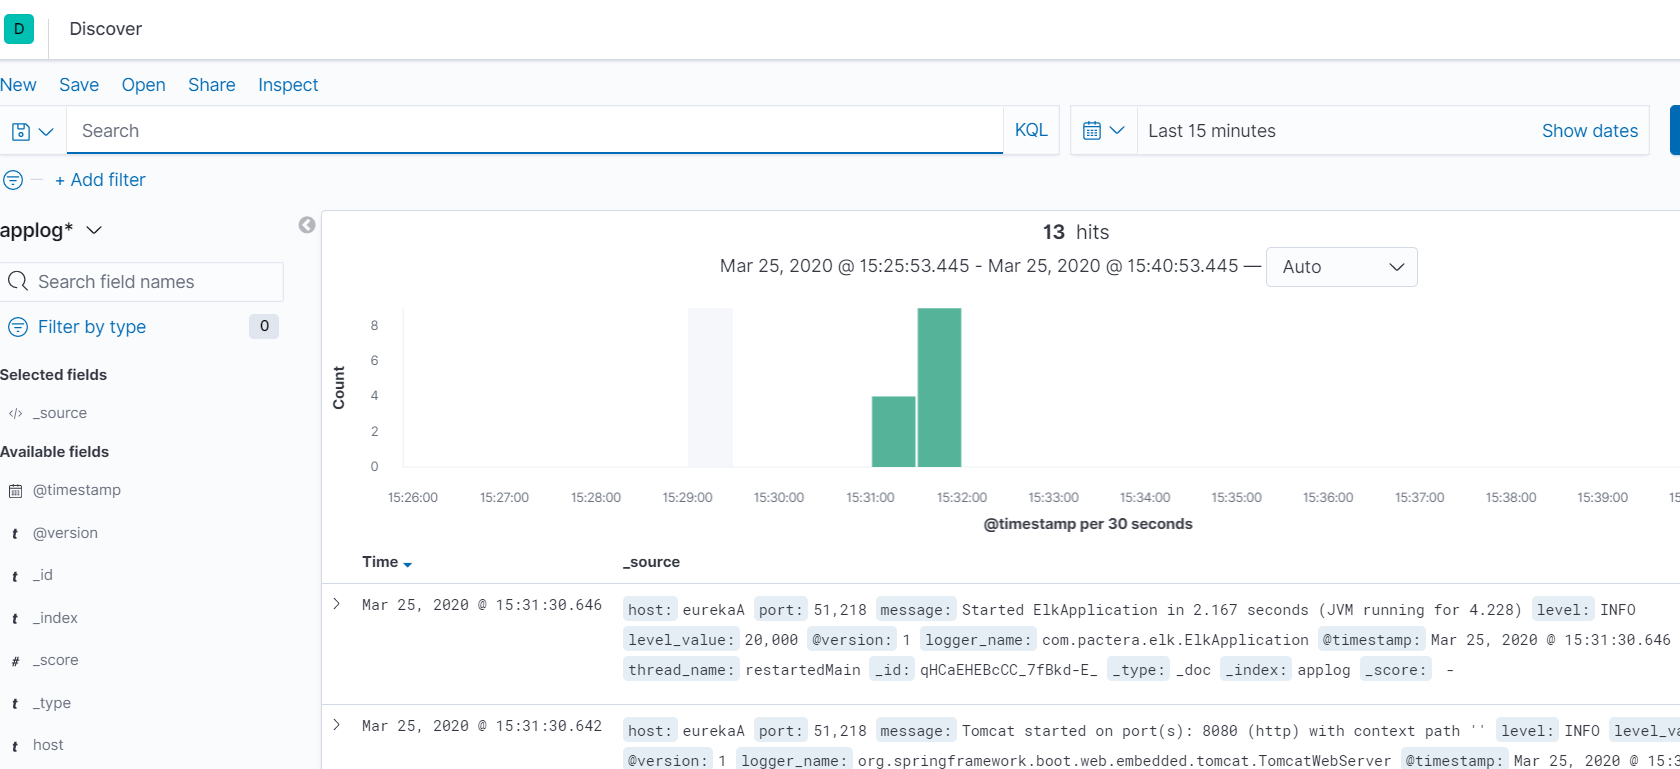 D Discover
New Save Open Share Inspect
Search KQL Last 15 minutes Show dates
+ Add filter
applog*
Search field names
Filter by type 0
Selected fields
_source
Available fields
@timestamp
@version
_id
_index
_score
_type
host
13 hits
Mar 25, 2020 @ 15:25:53.445 - Mar 25, 2020 @ 15:40:53.445 — Auto
Count
8
6
4
2
0
15:26:00 15:27:00 15:28:00 15:29:00 15:30:00 15:31:00 15:32:00 15:33:00 15:34:00 15:35:00 15:36:00 15:37:00 15:38:00 15:39:00 15
@timestamp per 30 seconds
Time _source
Mar 25, 2020 @ 15:31:30.646 host: eurekaA port: 51,218 message: Started ElkApplication in 2.167 seconds (JVM running for 4.228) level: INFO
level_value: 20,000 @version: 1 logger_name: com.pactera.elk.ElkApplication @timestamp: Mar 25, 2020 @ 15:31:30.646
thread_name: restartedMain _id: qHCaEHEBcCC_7fBkd-E_ _type: _doc _index: applog _score: -
Mar 25, 2020 @ 15:31:30.642 host: eurekaA port: 51,218 message: Tomcat started on port(s): 8080 (http) with context path '' level: INFO level_va
@version: 1 logger_name: org.springframework.boot.web.embedded.tomcat.TomcatWebServer @timestamp: Mar 25, 2020 @ 15: